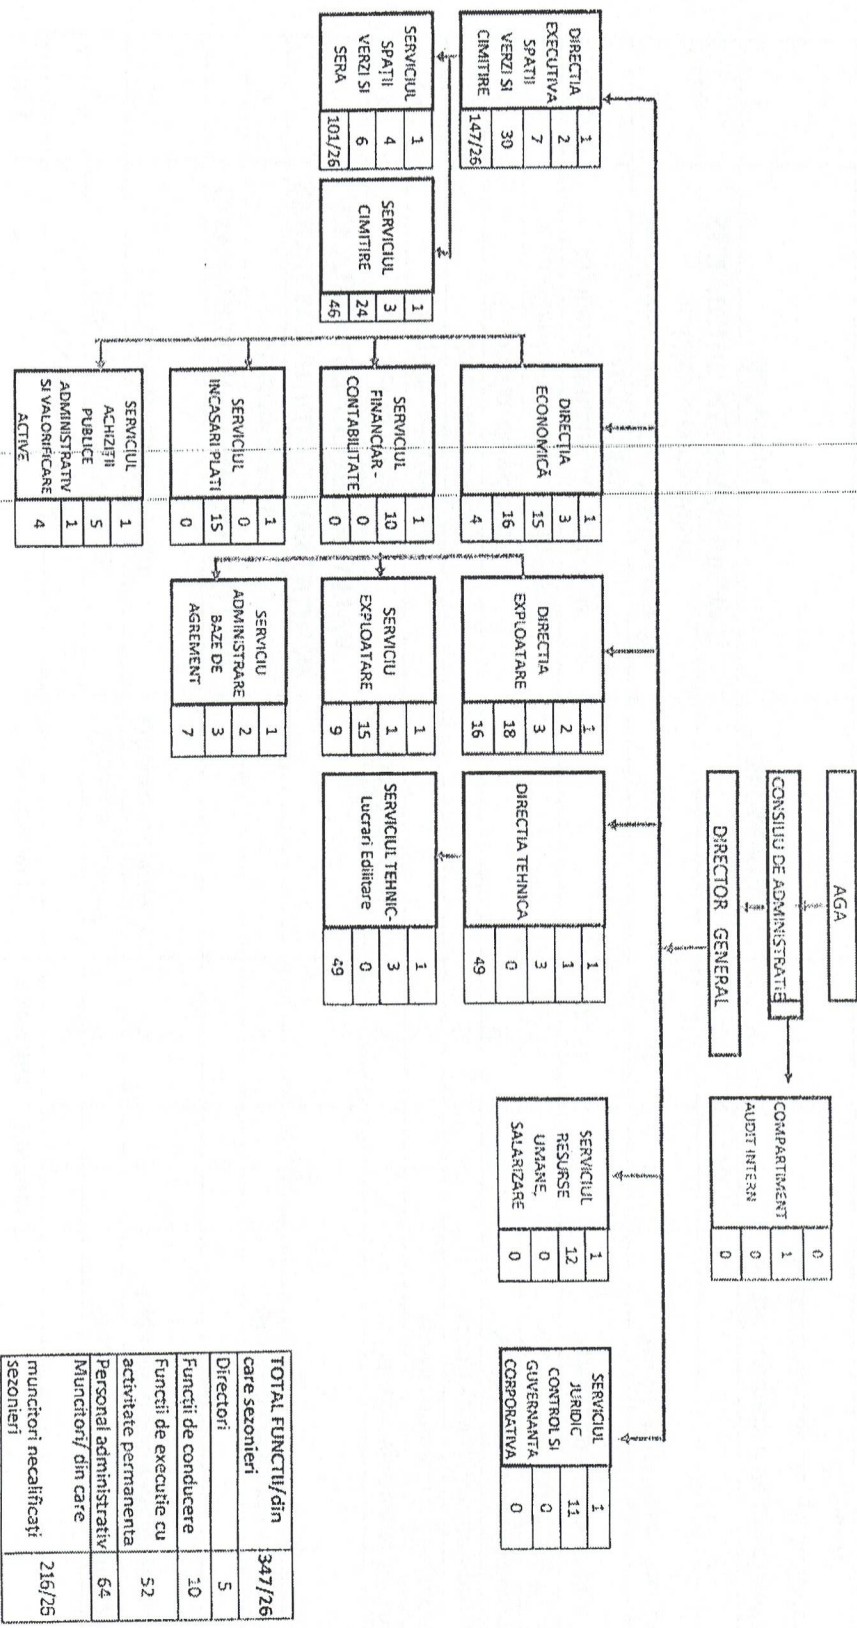 AGA
CONSILIU DE ADMINISTRATIE
DIRECTOR GENERAL
COMPARTIMENT
AUDIT INTERN
0
1
0
0
DIRECTIA
EXECUTIVA
SPATII
VERZI SI
CIMITIRE
1
2
7
30
147/26
DIRECȚIA
ECONOMICĂ
1
3
15
16
4
DIRECTIA
EXPLOATARE
1
2
3
18
16
DIRECTIA TEHNICA
1
1
3
0
49
SERVICIUL
RESURSE
UMANE,
SALARIZARE
1
12
0
0
SERVICIUL
JURIDIC
CONTROL SI
GUVERNANTA
CORPORATIVA
1
11
0
0
SERVICIUL
SPAȚII
VERZI SI
SERA
1
4
6
101/26
SERVICIUL
CIMITIRE
1
3
24
46
SERVICIUL
FINANCIAR -
CONTABILITATE
1
10
0
0
SERVICIU
EXPLOATARE
1
1
15
9
SERVICIUL TEHNIC-
Lucrari Edilitare
1
3
0
49
SERVICIUL
INCASARI PLATI
1
0
15
0
SERVICIU
ADMINISTRARE
BAZE DE
AGREMENT
1
2
3
7
SERVICIUL
ACHIZIȚII
PUBLICE
ADMINISTRATIV
SI VALORIFICARE
ACTIVE
1
5
1
4
TOTAL FUNCTII/din
care sezonieri 347/26
Directori 5
Funcții de conducere 10
Functii de executie cu
activitate permanenta 52
Personal administrativ 64
Muncitori/ din care
muncitori necalificați
sezonieri 216/26